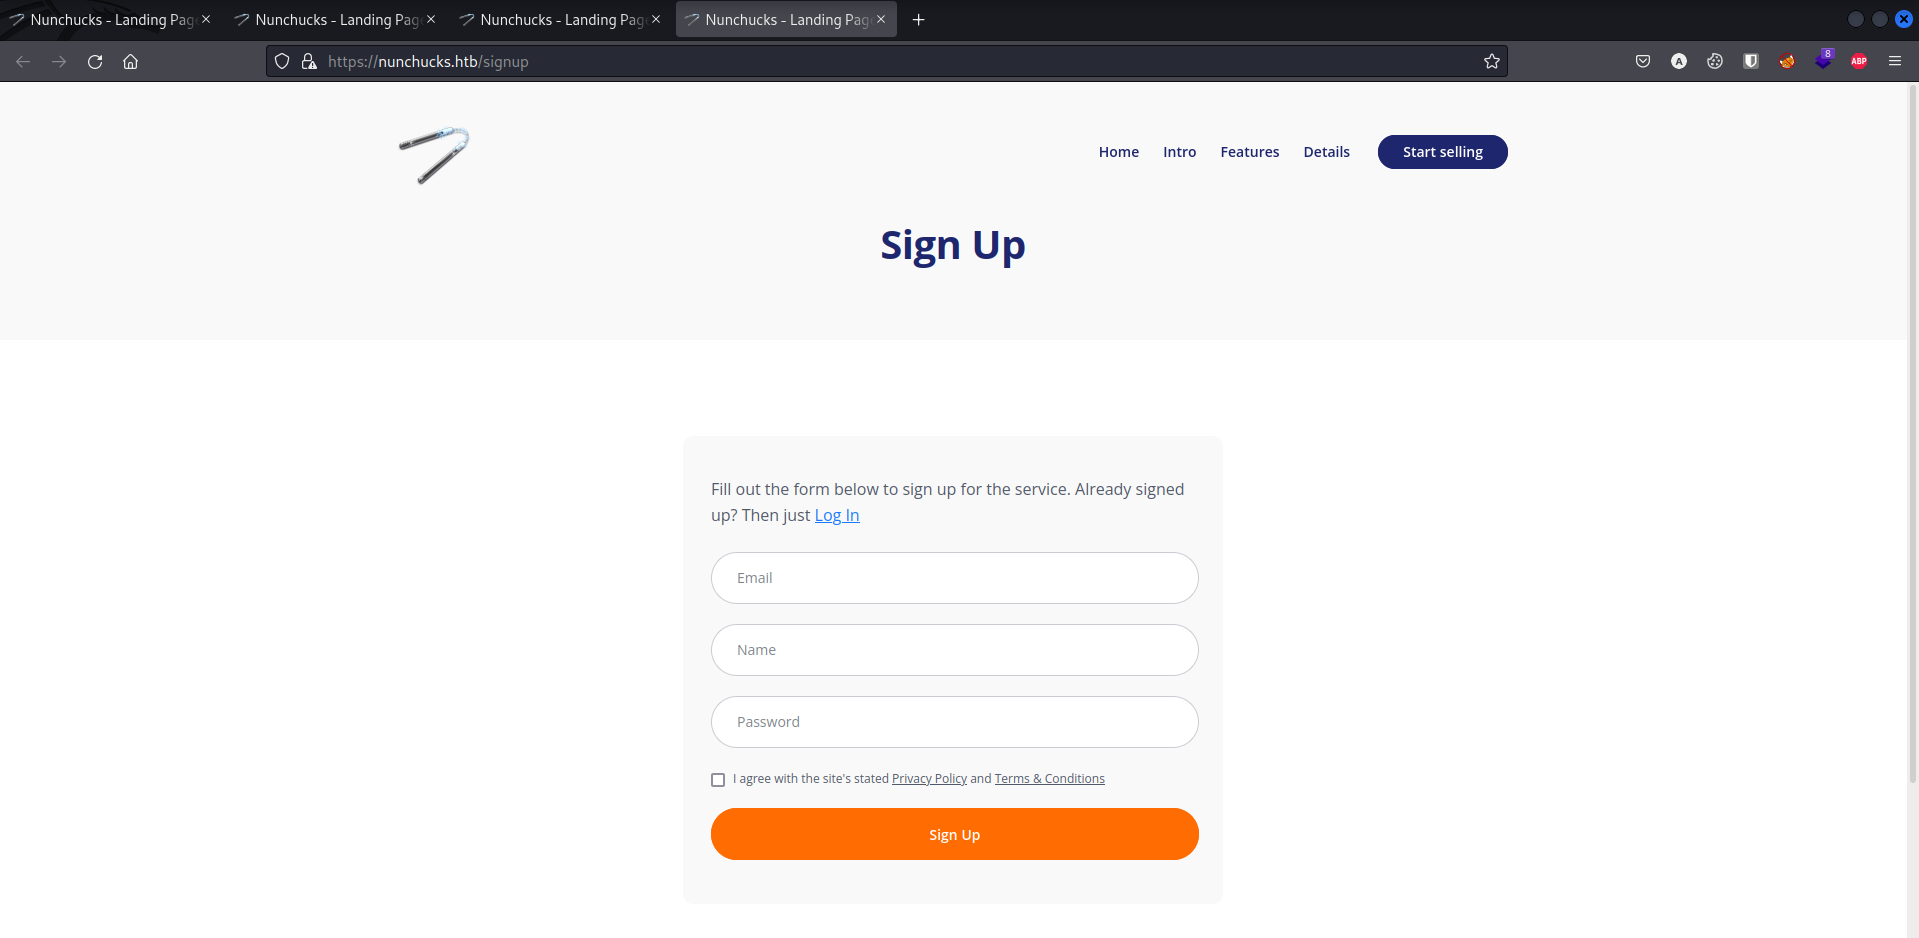 Nunchucks - Landing Pag Nunchucks - Landing Pag Nunchucks - Landing Pag Nunchucks - Landing Pag
https://nunchucks.htb/signup
A 8 ABP
Home Intro Features Details Start selling
Sign Up
Fill out the form below to sign up for the service. Already signed
up? Then just Log In
Email
Name
Password
I agree with the site's stated Privacy Policy and Terms & Conditions
Sign Up